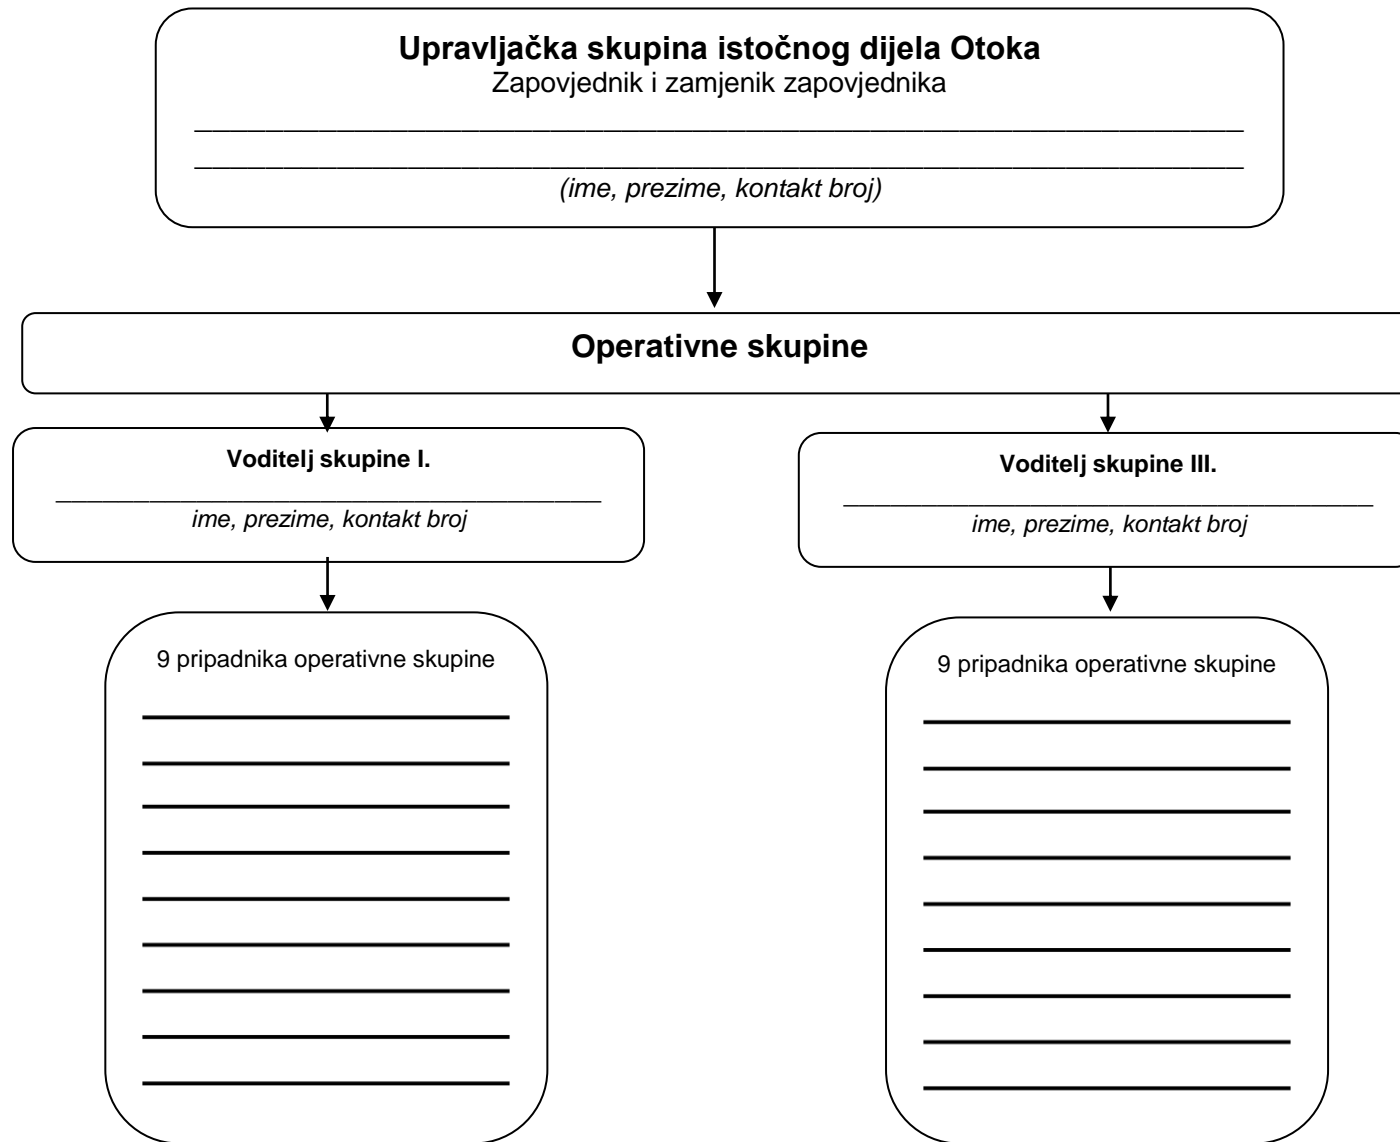 Upravljačka skupina istočnog dijela Otoka
Zapovjednik i zamjenik zapovjednika
(ime, prezime, kontakt broj)
Operativne skupine
Voditelj skupine I.
ime, prezime, kontakt broj
9 pripadnika operativne skupine
Voditelj skupine III.
ime, prezime, kontakt broj
9 pripadnika operativne skupine